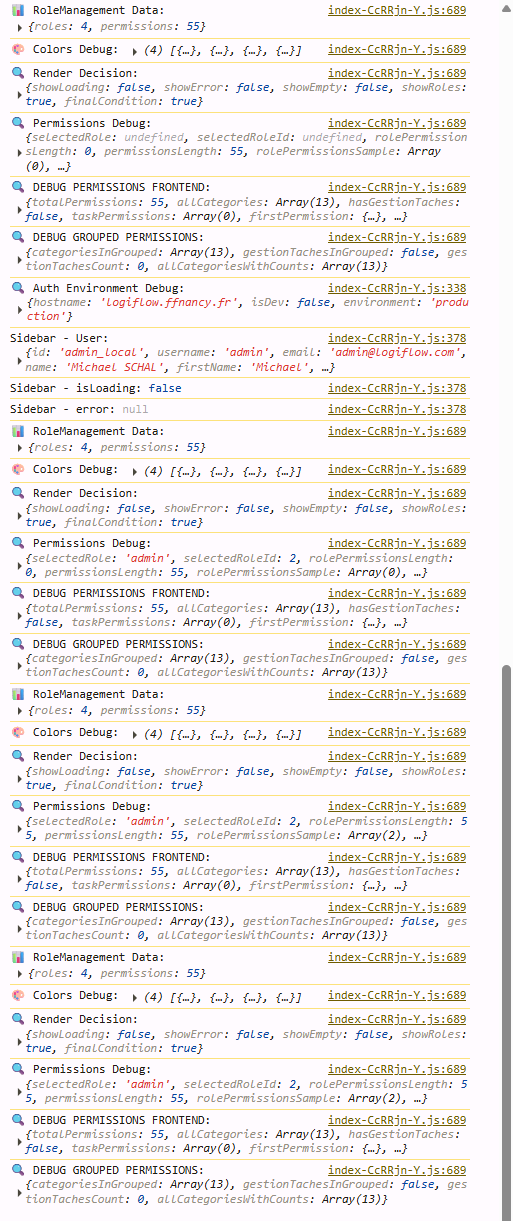 RoleManagement Data: index-CcRRjn-Y.js:689
{roles: 4, permissions: 55}
Colors Debug: (4) [{…}, {…}, {…}, {…}] index-CcRRjn-Y.js:689
Render Decision: index-CcRRjn-Y.js:689
{showLoading: false, showError: false, showEmpty: false, showRoles:
true, finalCondition: true}
Permissions Debug: index-CcRRjn-Y.js:689
{selectedRole: undefined, selectedRoleId: undefined, rolePermission
sLength: 0, permissionsLength: 55, rolePermissionsSample: Array
(0), …}
DEBUG PERMISSIONS FRONTEND: index-CcRRjn-Y.js:689
{totalPermissions: 55, allCategories: Array(13), hasGestionTaches:
false, taskPermissions: Array(0), firstPermission: {…}, …}
DEBUG GROUPED PERMISSIONS: index-CcRRjn-Y.js:689
{categoriesInGrouped: Array(13), gestionTachesInGrouped: false, ges
tionTachesCount: 0, allCategoriesWithCounts: Array(13)}
Auth Environment Debug: index-CcRRjn-Y.js:338
{hostname: 'logiflow.ffnancy.fr', isDev: false, environment: 'produ
ction'}
Sidebar - User: index-CcRRjn-Y.js:378
{id: 'admin_local', username: 'admin', email: 'admin@logiflow.com',
name: 'Michael SCHAL', firstName: 'Michael', …}
Sidebar - isLoading: false index-CcRRjn-Y.js:378
Sidebar - error: null index-CcRRjn-Y.js:378
RoleManagement Data: index-CcRRjn-Y.js:689
{roles: 4, permissions: 55}
Colors Debug: (4) [{…}, {…}, {…}, {…}] index-CcRRjn-Y.js:689
Render Decision: index-CcRRjn-Y.js:689
{showLoading: false, showError: false, showEmpty: false, showRoles:
true, finalCondition: true}
Permissions Debug: index-CcRRjn-Y.js:689
{selectedRole: 'admin', selectedRoleId: 2, rolePermissionsLength:
0, permissionsLength: 55, rolePermissionsSample: Array(0), …}
DEBUG PERMISSIONS FRONTEND: index-CcRRjn-Y.js:689
{totalPermissions: 55, allCategories: Array(13), hasGestionTaches:
false, taskPermissions: Array(0), firstPermission: {…}, …}
DEBUG GROUPED PERMISSIONS: index-CcRRjn-Y.js:689
{categoriesInGrouped: Array(13), gestionTachesInGrouped: false, ges
tionTachesCount: 0, allCategoriesWithCounts: Array(13)}
RoleManagement Data: index-CcRRjn-Y.js:689
{roles: 4, permissions: 55}
Colors Debug: (4) [{…}, {…}, {…}, {…}] index-CcRRjn-Y.js:689
Render Decision: index-CcRRjn-Y.js:689
{showLoading: false, showError: false, showEmpty: false, showRoles:
true, finalCondition: true}
Permissions Debug: index-CcRRjn-Y.js:689
{selectedRole: 'admin', selectedRoleId: 2, rolePermissionsLength: 5
5, permissionsLength: 55, rolePermissionsSample: Array(2), …}
DEBUG PERMISSIONS FRONTEND: index-CcRRjn-Y.js:689
{totalPermissions: 55, allCategories: Array(13), hasGestionTaches:
false, taskPermissions: Array(0), firstPermission: {…}, …}
DEBUG GROUPED PERMISSIONS: index-CcRRjn-Y.js:689
{categoriesInGrouped: Array(13), gestionTachesInGrouped: false, ges
tionTachesCount: 0, allCategoriesWithCounts: Array(13)}
RoleManagement Data: index-CcRRjn-Y.js:689
{roles: 4, permissions: 55}
Colors Debug: (4) [{…}, {…}, {…}, {…}] index-CcRRjn-Y.js:689
Render Decision: index-CcRRjn-Y.js:689
{showLoading: false, showError: false, showEmpty: false, showRoles:
true, finalCondition: true}
Permissions Debug: index-CcRRjn-Y.js:689
{selectedRole: 'admin', selectedRoleId: 2, rolePermissionsLength: 5
5, permissionsLength: 55, rolePermissionsSample: Array(2), …}
DEBUG PERMISSIONS FRONTEND: index-CcRRjn-Y.js:689
{totalPermissions: 55, allCategories: Array(13), hasGestionTaches:
false, taskPermissions: Array(0), firstPermission: {…}, …}
DEBUG GROUPED PERMISSIONS: index-CcRRjn-Y.js:689
{categoriesInGrouped: Array(13), gestionTachesInGrouped: false, ges
tionTachesCount: 0, allCategoriesWithCounts: Array(13)}